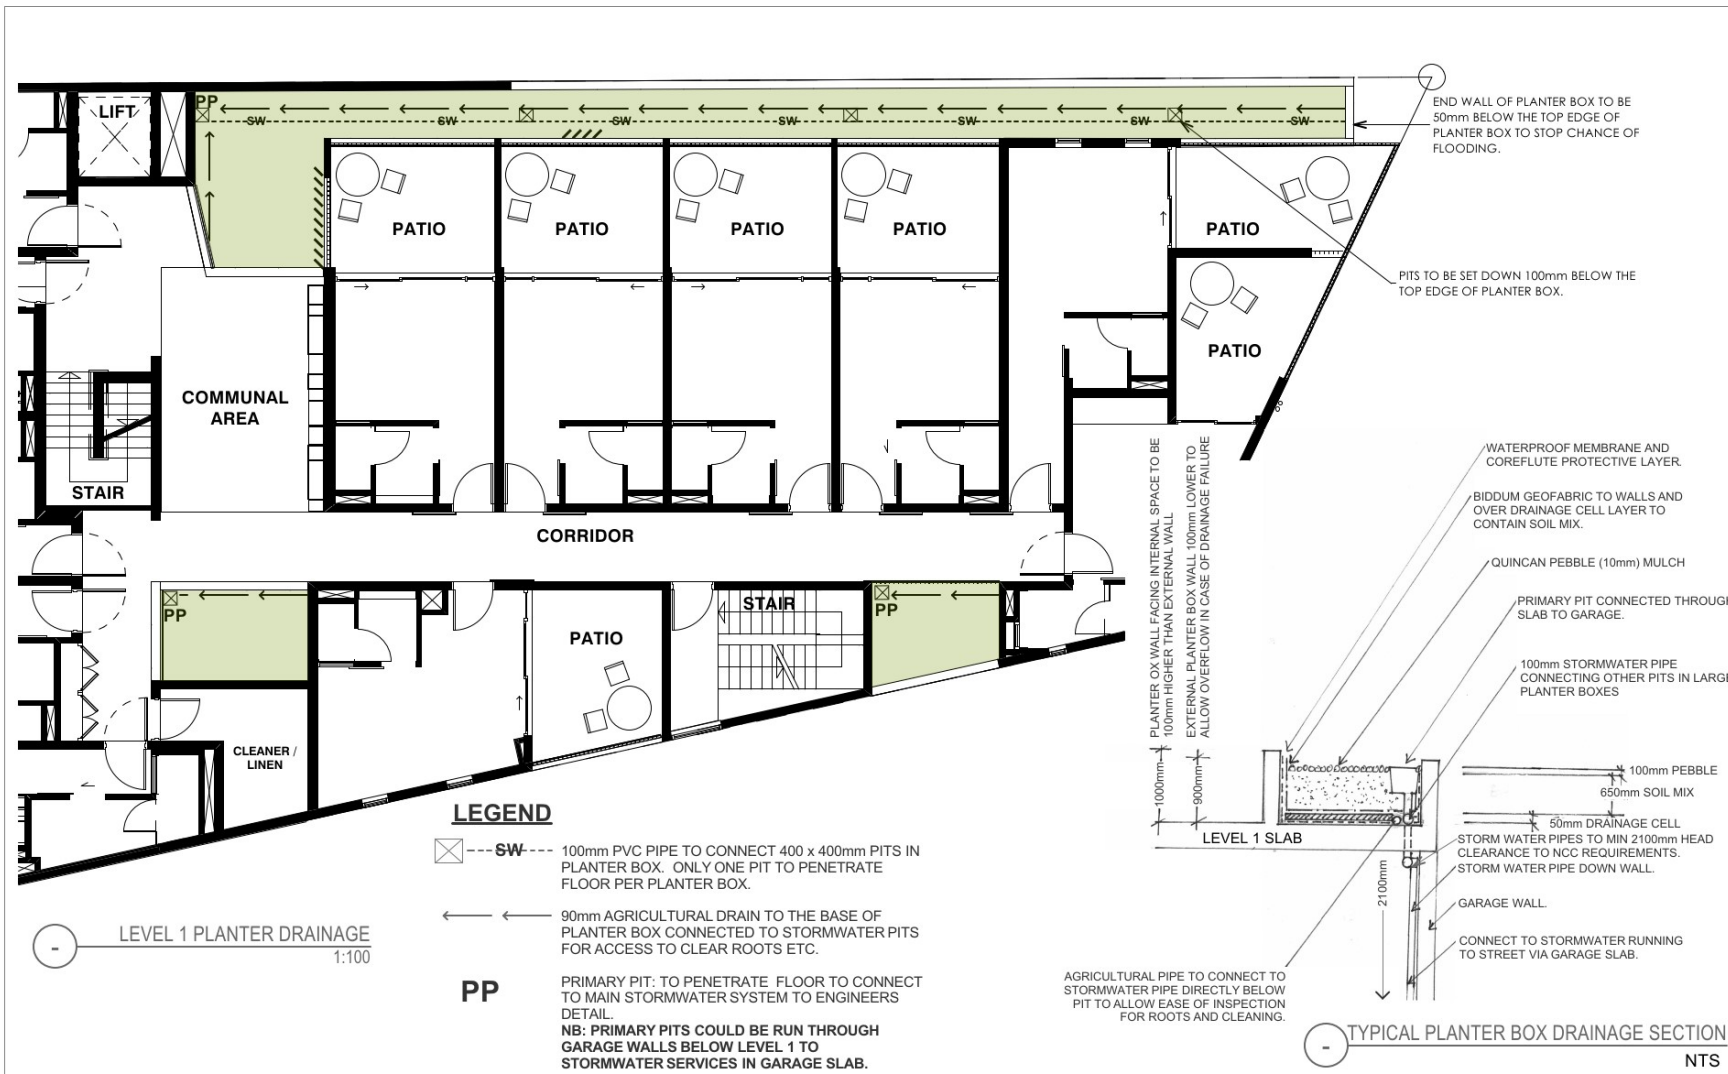 LIFT
PP
SW
SW
SW
SW
SW
SW
SW
END WALL OF PLANTER BOX TO BE
50mm BELOW THE TOP EDGE OF
PLANTER BOX TO STOP CHANCE OF
FLOODING.
PATIO
PATIO
PATIO
PATIO
PATIO
PITS TO BE SET DOWN 100mm BELOW THE
TOP EDGE OF PLANTER BOX.
PATIO
COMMUNAL
AREA
STAIR
CORRIDOR
PP
STAIR
PP
PATIO
CLEANER /
LINEN
PLANTER OX WALL FACING INTERNAL SPACE TO BE
100mm HIGHER THAN EXTERNAL WALL
EXTERNAL PLANTER BOX WALL 100mm LOWER TO
ALLOW OVERFLOW IN CASE OF DRAINAGE FAILURE
WATERPROOF MEMBRANE AND
COREFLUTE PROTECTIVE LAYER.
BIDDUM GEOFABRIC TO WALLS AND
OVER DRAINAGE CELL LAYER TO
CONTAIN SOIL MIX.
QUINCAN PEBBLE (10mm) MULCH
PRIMARY PIT CONNECTED THROUGH
SLAB TO GARAGE.
100mm STORMWATER PIPE
CONNECTING OTHER PITS IN LARGE
PLANTER BOXES
1000mm
900mm
100mm PEBBLE
650mm SOIL MIX
50mm DRAINAGE CELL
LEVEL 1 SLAB
STORM WATER PIPES TO MIN 2100mm HEAD
CLEARANCE TO NCC REQUIREMENTS.
STORM WATER PIPE DOWN WALL.
2100mm
GARAGE WALL.
CONNECT TO STORMWATER RUNNING
TO STREET VIA GARAGE SLAB.
AGRICULTURAL PIPE TO CONNECT TO
STORMWATER PIPE DIRECTLY BELOW
PIT TO ALLOW EASE OF INSPECTION
FOR ROOTS AND CLEANING.
- TYPICAL PLANTER BOX DRAINAGE SECTION
NTS
LEGEND
SW
100mm PVC PIPE TO CONNECT 400 x 400mm PITS IN
PLANTER BOX. ONLY ONE PIT TO PENETRATE
FLOOR PER PLANTER BOX.
90mm AGRICULTURAL DRAIN TO THE BASE OF
PLANTER BOX CONNECTED TO STORMWATER PITS
FOR ACCESS TO CLEAR ROOTS ETC.
PP
PRIMARY PIT: TO PENETRATE FLOOR TO CONNECT
TO MAIN STORMWATER SYSTEM TO ENGINEERS
DETAIL.
NB: PRIMARY PITS COULD BE RUN THROUGH
GARAGE WALLS BELOW LEVEL 1 TO
STORMWATER SERVICES IN GARAGE SLAB.
- LEVEL 1 PLANTER DRAINAGE
1:100